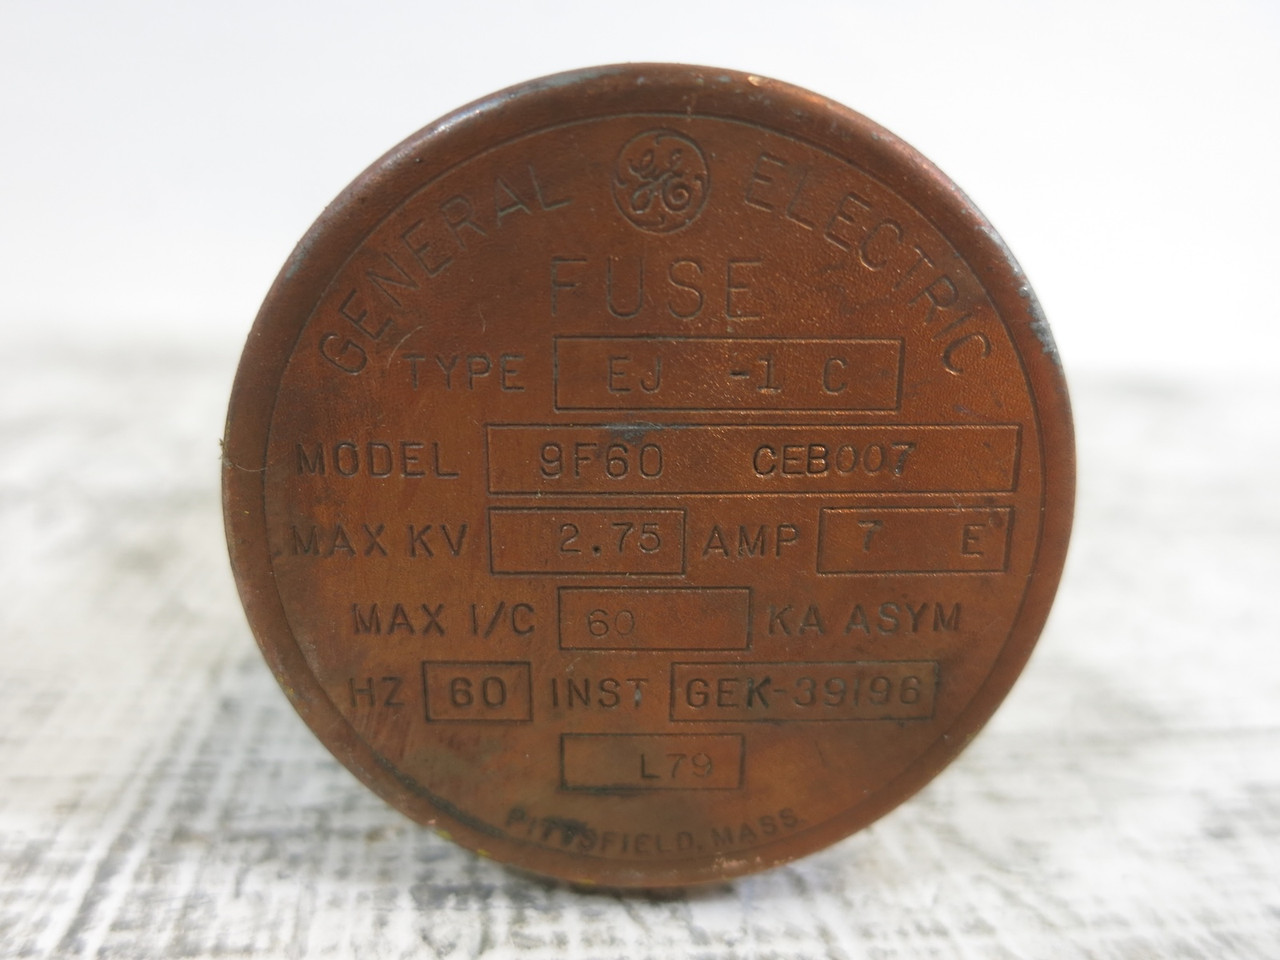 GENERAL GE ELECTRIC
FUSE
TYPE EJ -1 C
MODEL 9F60 CEB007
MAX KV 2.75 AMP 7 E
MAX I/C 60 KA ASYM
HZ 60 INST GEK-39196
L79
PITTSFIELD, MASS.